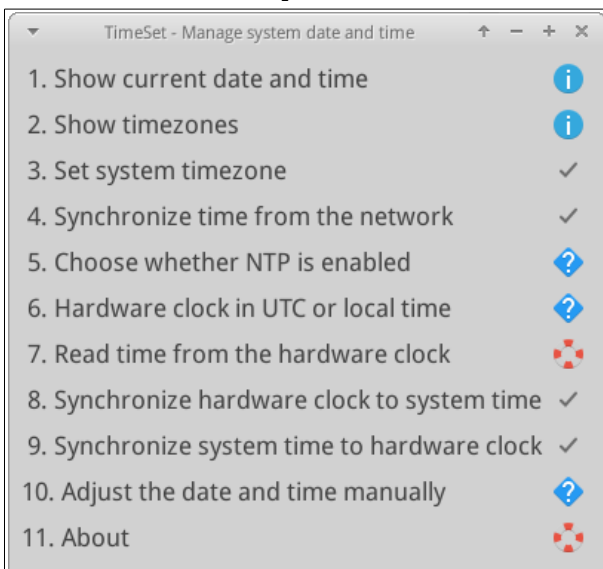 TimeSet - Manage system date and time
1. Show current date and time
2. Show timezones
3. Set system timezone
4. Synchronize time from the network
5. Choose whether NTP is enabled
6. Hardware clock in UTC or local time
7. Read time from the hardware clock
8. Synchronize hardware clock to system time
9. Synchronize system time to hardware clock
10. Adjust the date and time manually
11. About